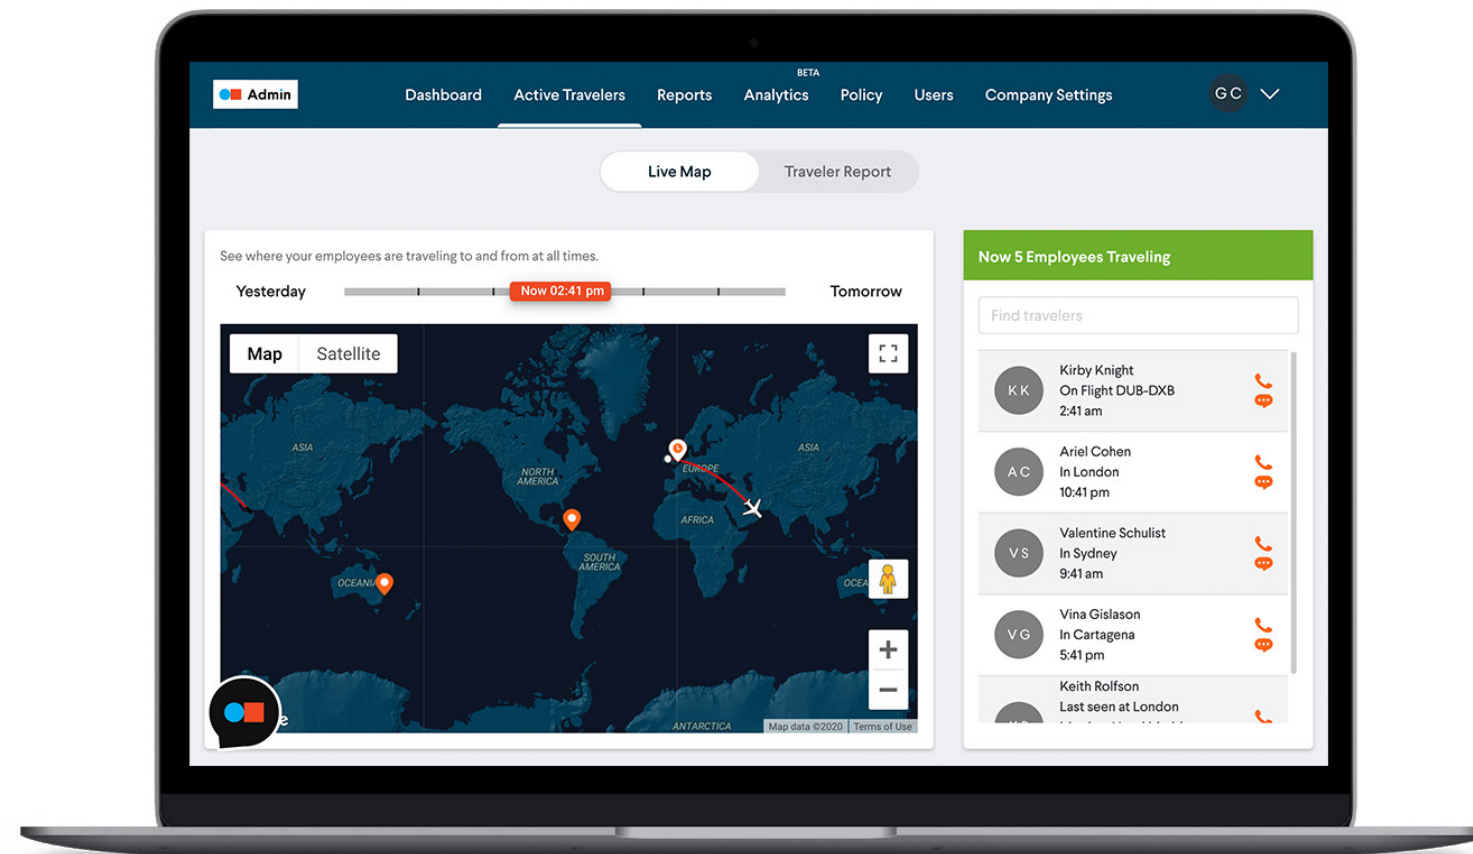 Admin
Dashboard
Active Travelers
Reports
BETA
Analytics
Policy
Users
Company Settings
GC
Live Map
Traveler Report
See where your employees are traveling to and from at all times.
Yesterday
Now 02:41 pm
Tomorrow
Map
Satellite
ASIA
NORTH
AMERICA
EUROPE
ASIA
AFRICA
SOUTH
AMERICA
OCEANIA
OCEA
ANTARCTICA
Map data ©2020
Terms of Use
Now 5 Employees Traveling
Find travelers
KK
Kirby Knight
On Flight DUB-DXB
2:41 am
AC
Ariel Cohen
In London
10:41 pm
VS
Valentine Schulist
In Sydney
9:41 am
VG
Vina Gislason
In Cartagena
5:41 pm
Keith Rolfson
Last seen at London